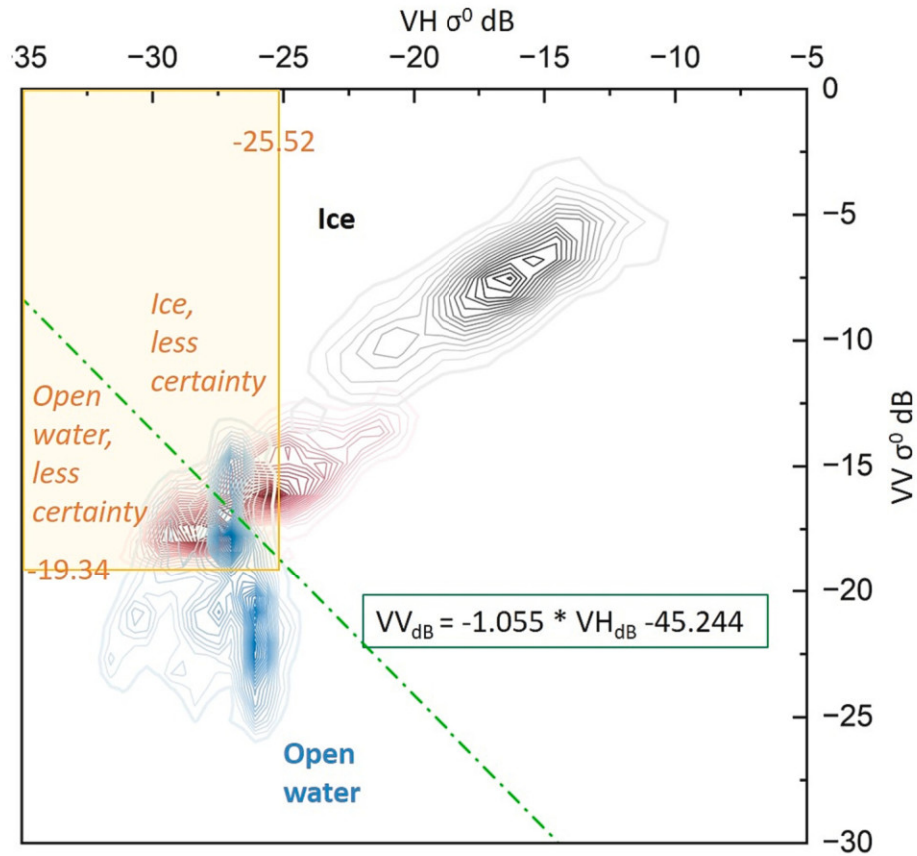 VH σ⁰ dB
-35 −30 −25 −20 −15 −10 −5
0
-25.52
Ice
−5
Ice,
less
certainty
−10
Open
water,
less
certainty
VV σ⁰ dB
−15
-19.34
−20
VV_dB = -1.055 * VH_dB -45.244
−25
Open
water
−30